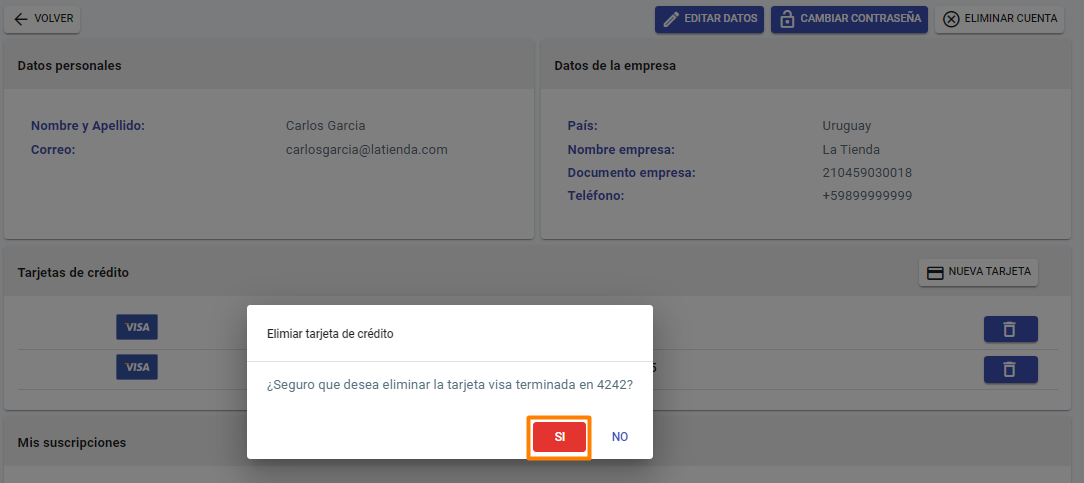 VOLVER
EDITAR DATOS
CAMBIAR CONTRASEÑA
ELIMINAR CUENTA
Datos personales
Datos de la empresa
Nombre y Apellido: Carlos Garcia
Correo: carlosgarcia@latienda.com
País: Uruguay
Nombre empresa: La Tienda
Documento empresa: 210459030018
Teléfono: +59899999999
Tarjetas de crédito
NUEVA TARJETA
VISA
VISA
5
Elimiar tarjeta de crédito
¿Seguro que desea eliminar la tarjeta visa terminada en 4242?
SI
NO
Mis suscripciones